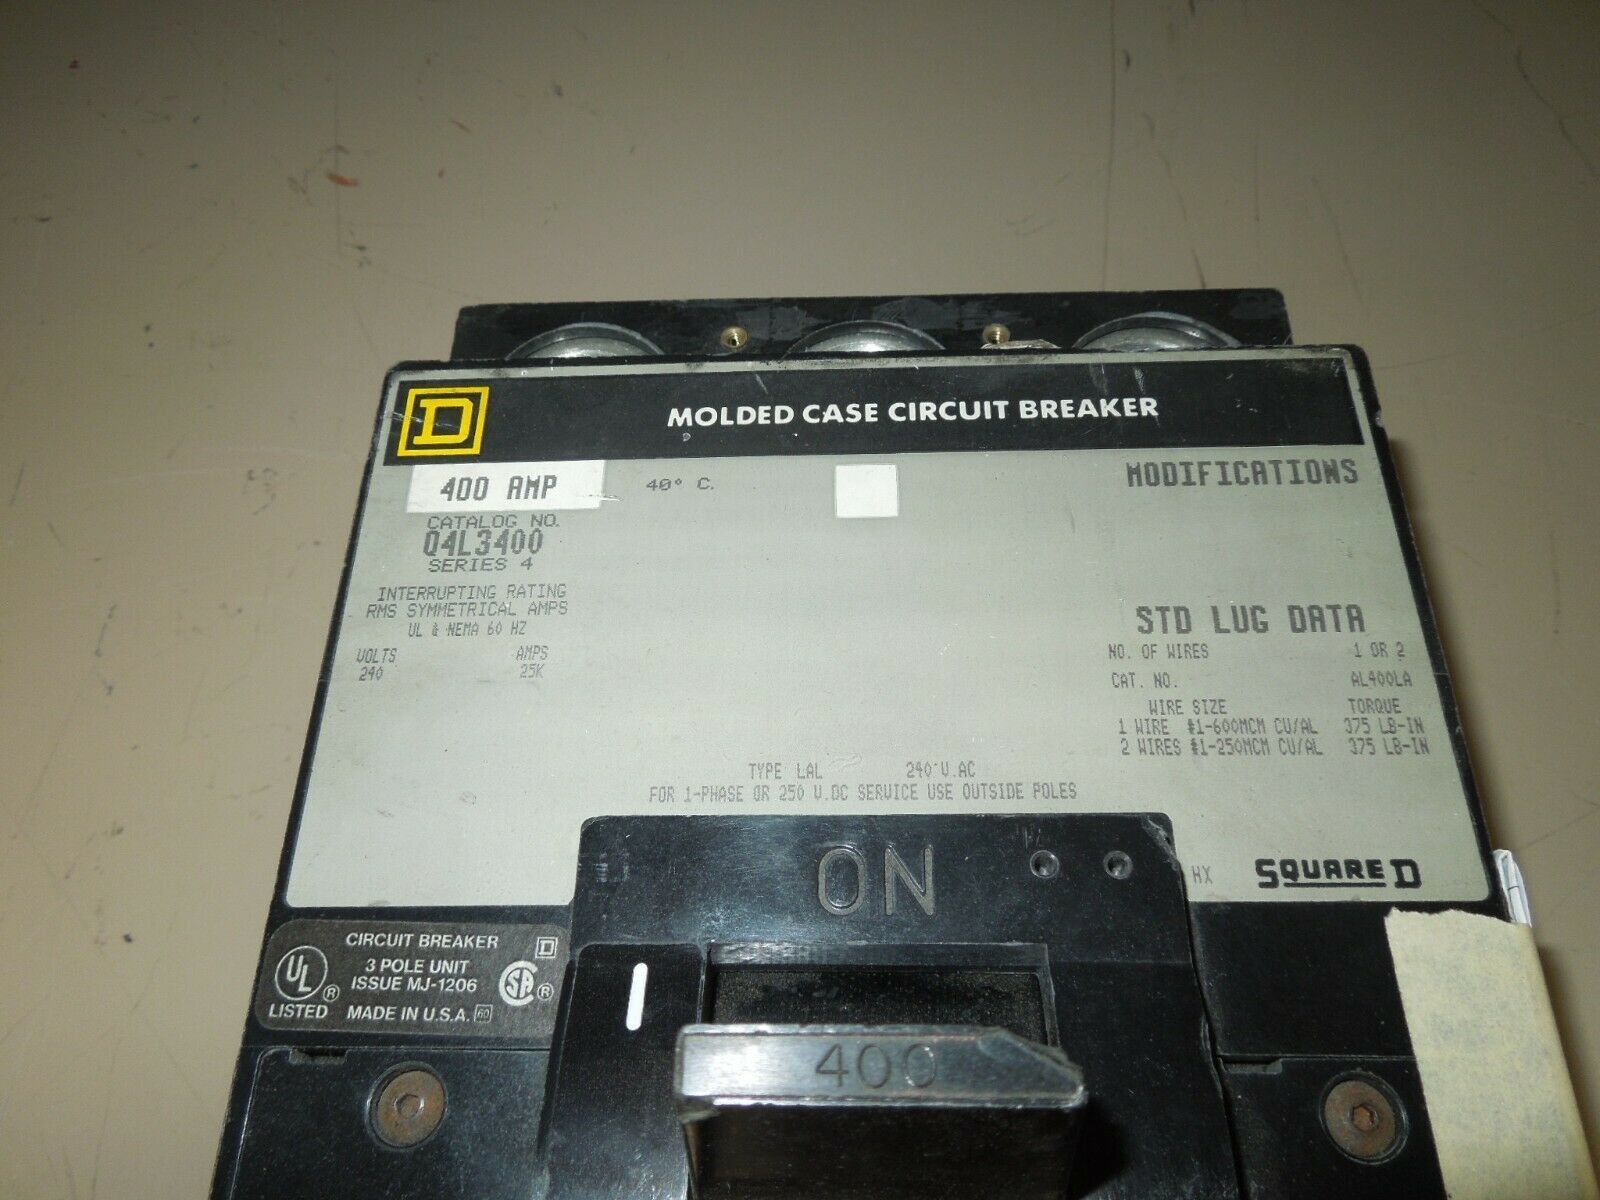 D
MOLDED CASE CIRCUIT BREAKER
400 AMP
40° C.
CATALOG NO.
Q4L3400
SERIES 4
INTERRUPTING RATING
RMS SYMMETRICAL AMPS
UL & NEMA 60 HZ
VOLTS AMPS
240 25K
MODIFICATIONS
STD LUG DATA
NO. OF WIRES 1 OR 2
CAT. NO. AL400LA
WIRE SIZE TORQUE
1 WIRE #1-600MCM CU/AL 375 LB-IN
2 WIRES #1-250MCM CU/AL 375 LB-IN
TYPE LAL 240 V.AC
FOR 1-PHASE OR 250 V.DC SERVICE USE OUTSIDE POLES
HX
SQUARE D
ON
CIRCUIT BREAKER D
3 POLE UNIT
ISSUE MJ-1206
UL ®
LISTED
SA ®
MADE IN U.S.A. 60
400